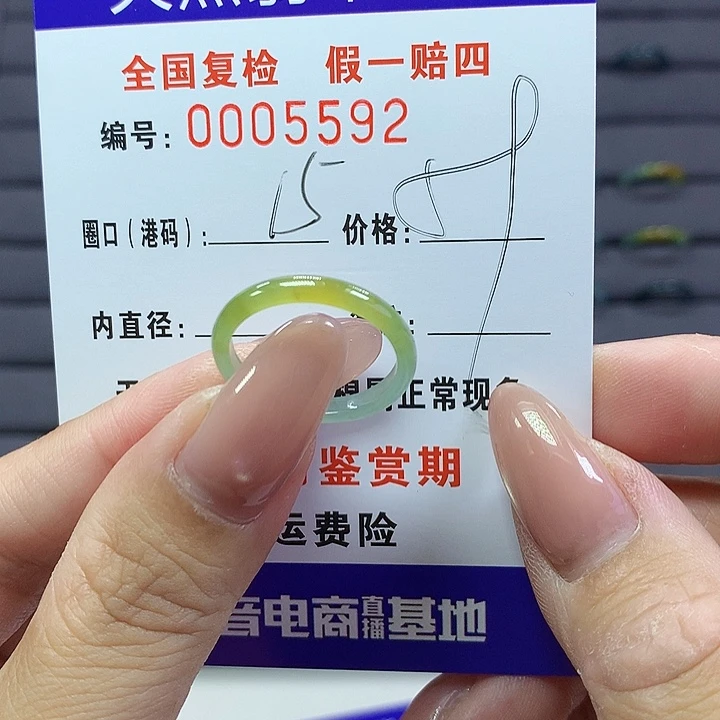 全国复检 假一赔四
编号: 0005592
圈口(港码): 15 价格:
内直径: :
正常现象
鉴赏期
运费险
音电商直播基地